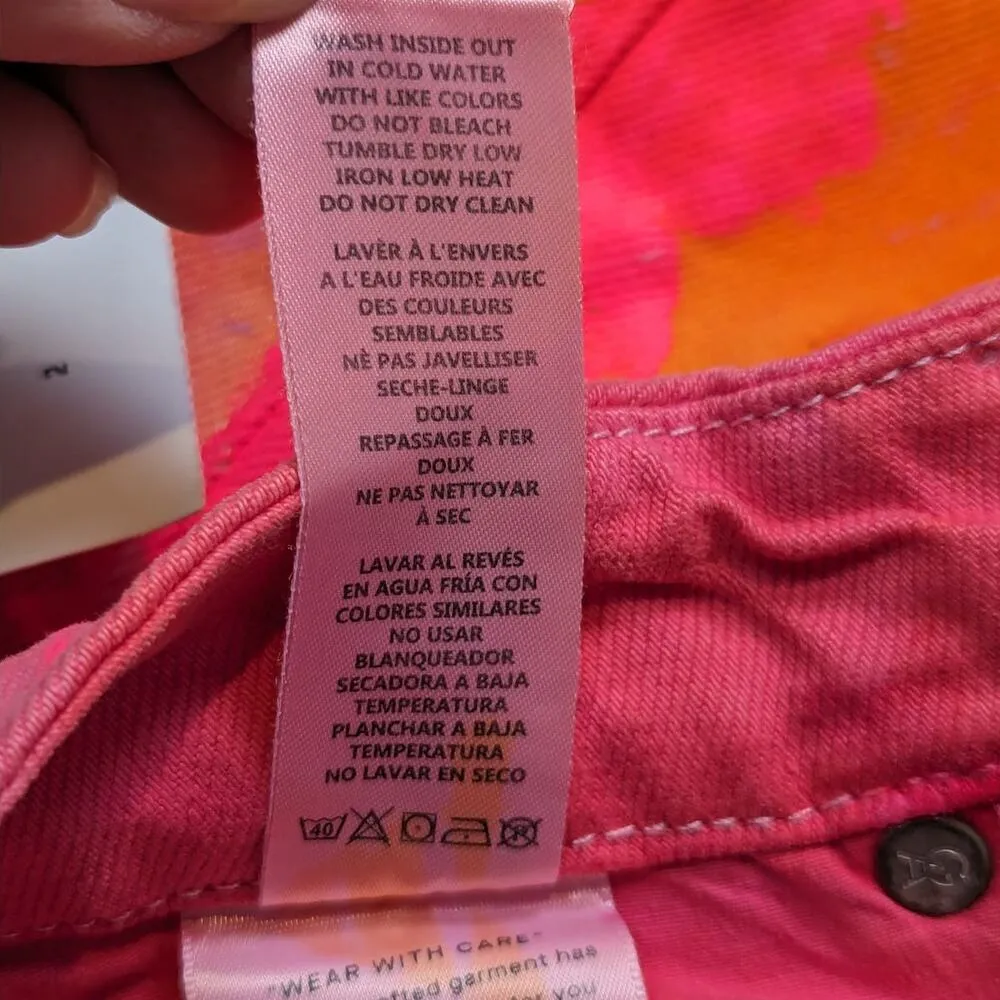 WASH INSIDE OUT
IN COLD WATER
WITH LIKE COLORS
DO NOT BLEACH
TUMBLE DRY LOW
IRON LOW HEAT
DO NOT DRY CLEAN
LAVÈR À L'ENVERS
A L'EAU FROIDE AVEC
DES COULEURS
SEMBLABLES
NÈ PAS JAVELLISER
SECHE-LINGE
DOUX
REPASSAGE À FER
DOUX
NE PAS NETTOYAR
À SEC
LAVAR AL REVÉS
EN AGUA FRÍA CON
COLORES SIMILARES
NO USAR
BLANQUEADOR
SECADORA A BAJA
TEMPERATURA
PLANCHAR A BAJA
TEMPERATURA
NO LAVAR EN SECO
40
"WEAR WITH CARE"
garment has
you
2